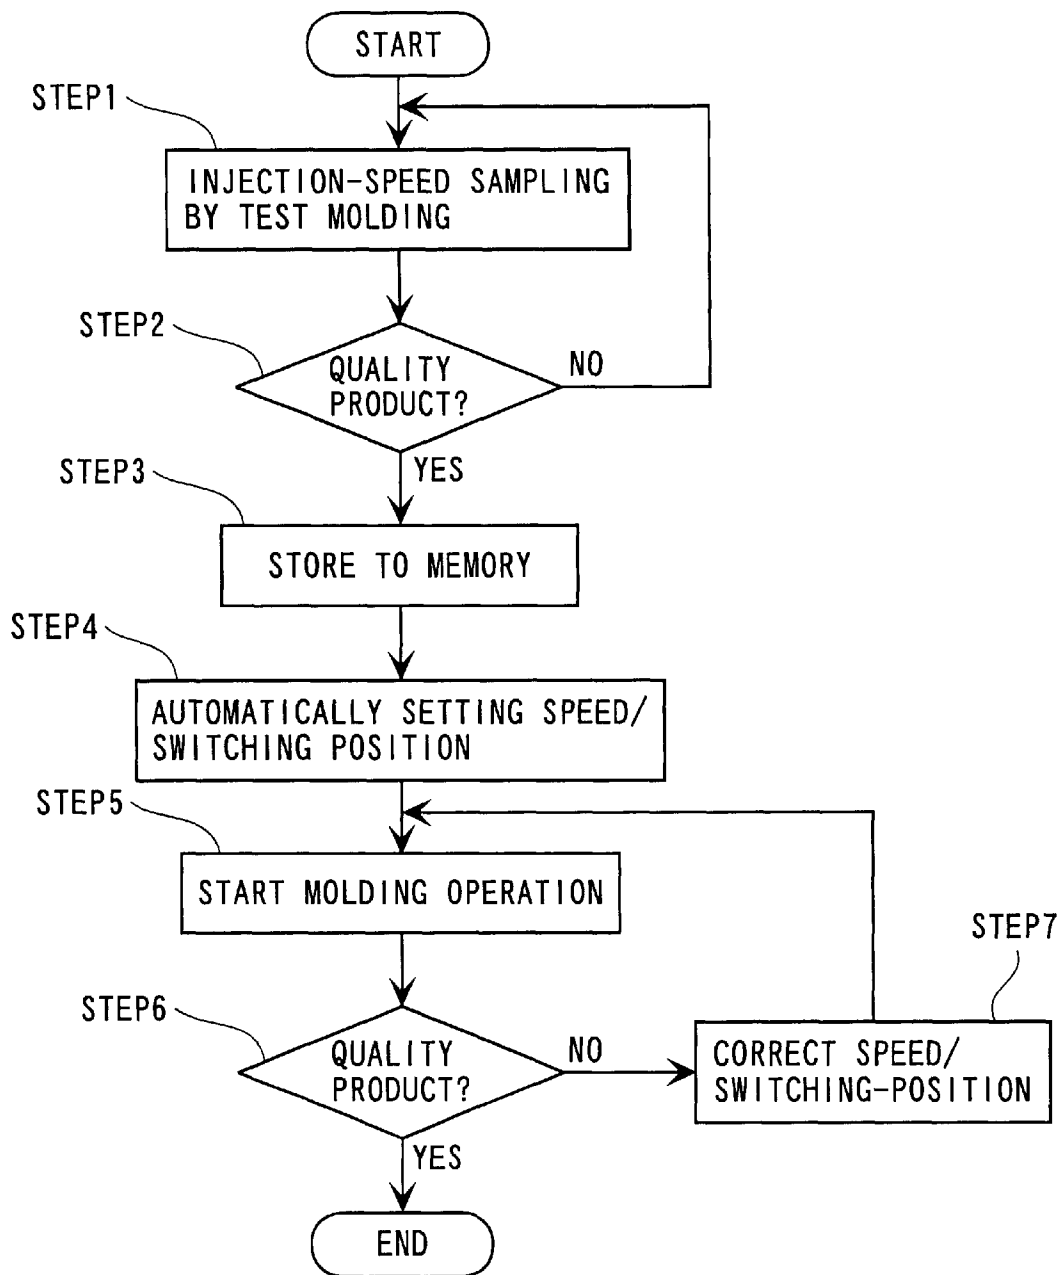 START
STEP1
INJECTION-SPEED SAMPLING
BY TEST MOLDING
STEP2
QUALITY
PRODUCT?
NO
YES
STEP3
STORE TO MEMORY
STEP4
AUTOMATICALLY SETTING SPEED/
SWITCHING POSITION
STEP5
START MOLDING OPERATION
STEP6
QUALITY
PRODUCT?
NO
STEP7
CORRECT SPEED/
SWITCHING-POSITION
YES
END